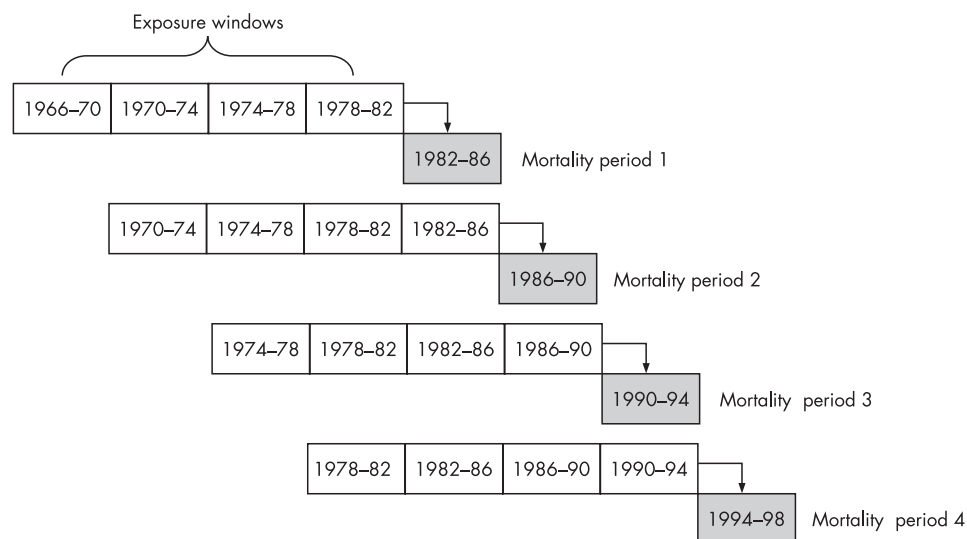 Exposure windows
1966–70 1970–74 1974–78 1978–82
1982–86 Mortality period 1
1970–74 1974–78 1978–82 1982–86
1986–90 Mortality period 2
1974–78 1978–82 1982–86 1986–90
1990–94 Mortality period 3
1978–82 1982–86 1986–90 1990–94
1994–98 Mortality period 4